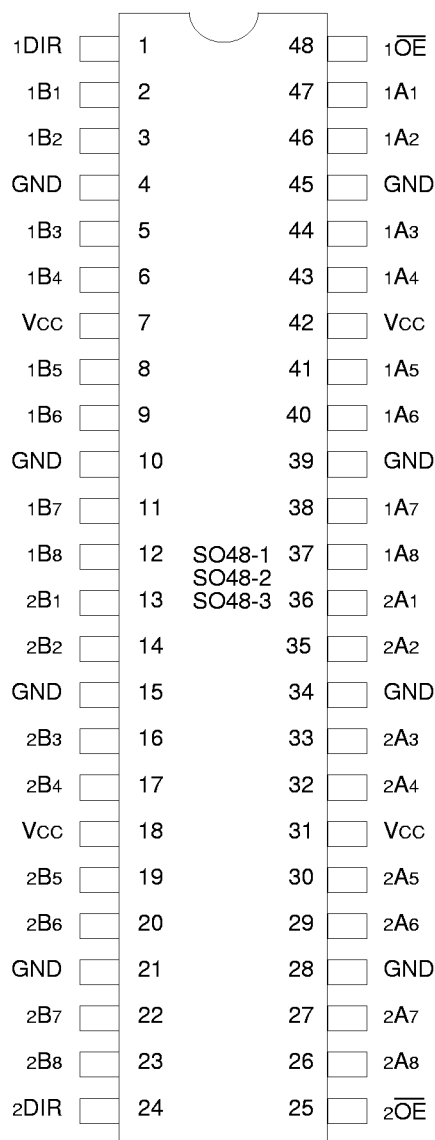 1DIR 1 48 1O̅E̅
1B1 2 47 1A1
1B2 3 46 1A2
GND 4 45 GND
1B3 5 44 1A3
1B4 6 43 1A4
VCC 7 42 VCC
1B5 8 41 1A5
1B6 9 40 1A6
GND 10 39 GND
1B7 11 38 1A7
1B8 12 SO48-1 37 1A8
SO48-2
2B1 13 SO48-3 36 2A1
2B2 14 35 2A2
GND 15 34 GND
2B3 16 33 2A3
2B4 17 32 2A4
VCC 18 31 VCC
2B5 19 30 2A5
2B6 20 29 2A6
GND 21 28 GND
2B7 22 27 2A7
2B8 23 26 2A8
2DIR 24 25 2O̅E̅